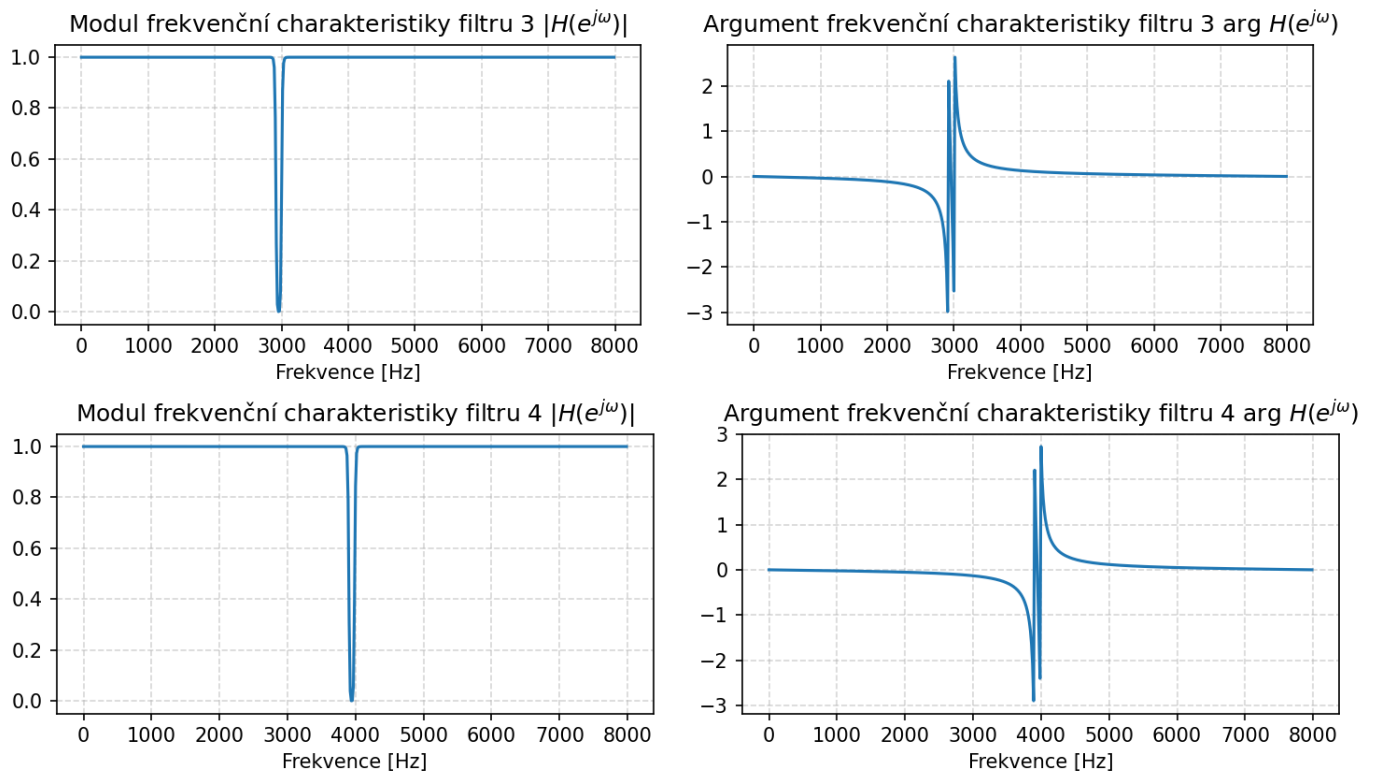 Modul frekvenční charakteristiky filtru 3 |H(e^{jω})|
1.0
0.8
0.6
0.4
0.2
0.0
0 1000 2000 3000 4000 5000 6000 7000 8000
Frekvence [Hz]
Argument frekvenční charakteristiky filtru 3 arg H(e^{jω})
2
1
0
−1
−2
−3
0 1000 2000 3000 4000 5000 6000 7000 8000
Frekvence [Hz]
Modul frekvenční charakteristiky filtru 4 |H(e^{jω})|
1.0
0.8
0.6
0.4
0.2
0.0
0 1000 2000 3000 4000 5000 6000 7000 8000
Frekvence [Hz]
Argument frekvenční charakteristiky filtru 4 arg H(e^{jω})
3
2
1
0
−1
−2
−3
0 1000 2000 3000 4000 5000 6000 7000 8000
Frekvence [Hz]